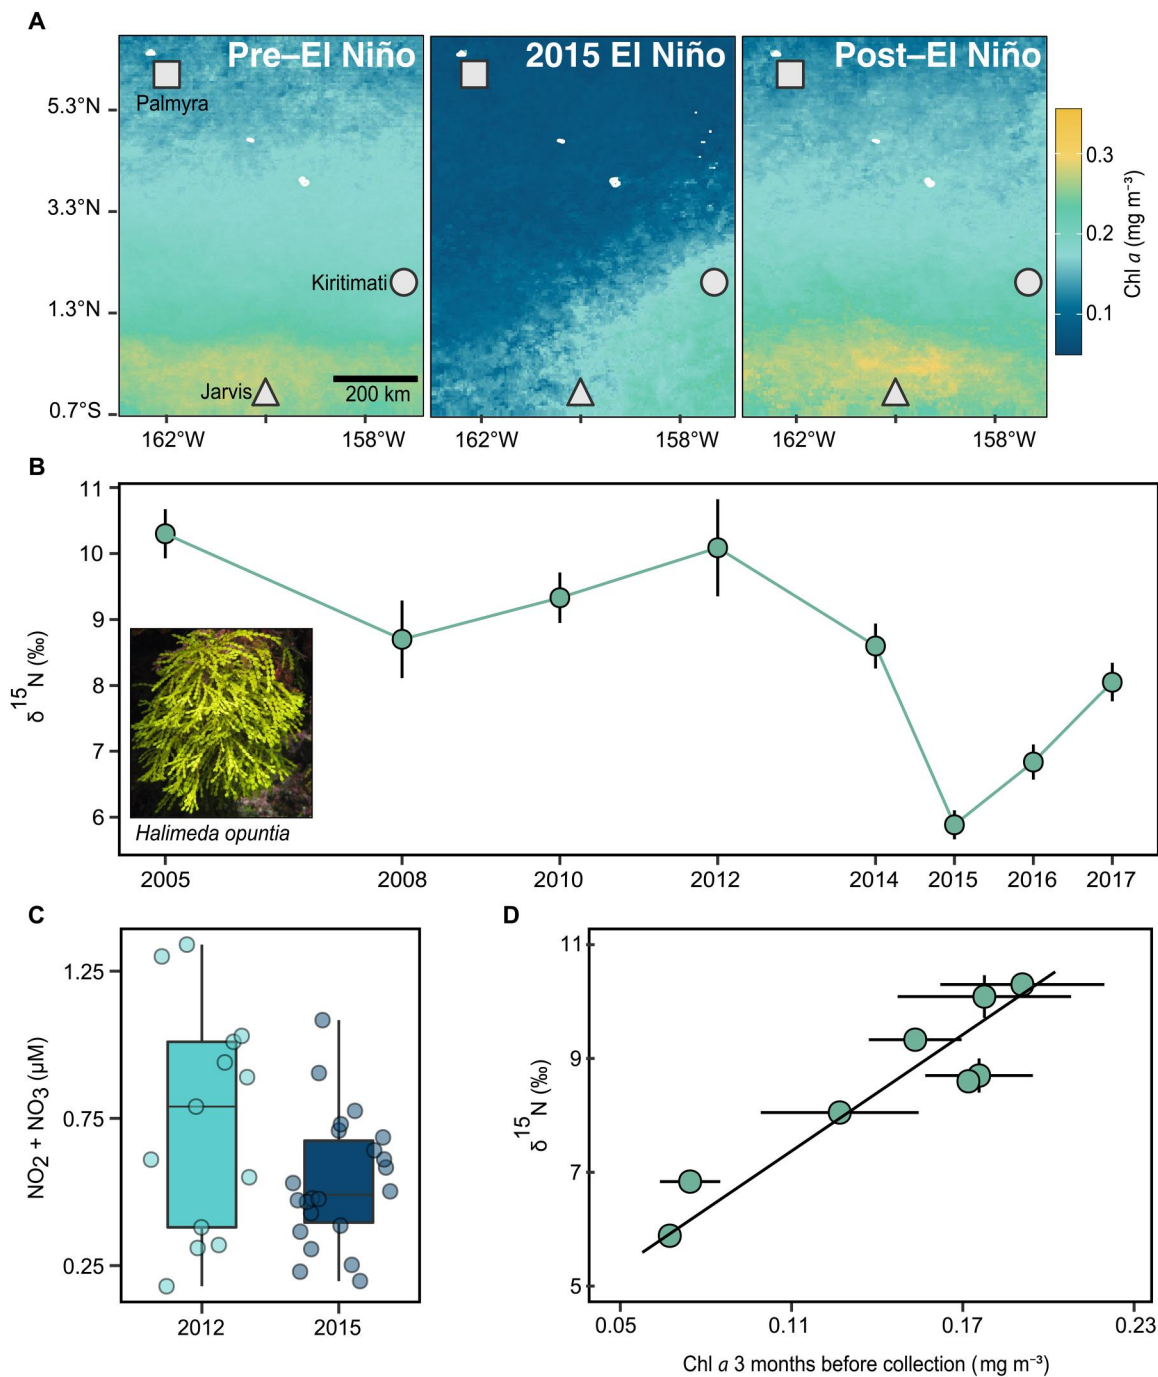 A
Pre–El Niño
2015 El Niño
Post–El Niño
Palmyra
Kiritimati
Jarvis
200 km
5.3°N
3.3°N
1.3°N
0.7°S
162°W 158°W 162°W 158°W 162°W 158°W
0.3
0.2
0.1
Chl a (mg m⁻³)
B
11
10
9
8
7
6
δ¹⁵N (‰)
Halimeda opuntia
2005 2008 2010 2012 2014 2015 2016 2017
C
1.25
0.75
0.25
NO₂ + NO₃ (µM)
2012 2015
D
11
9
7
5
δ¹⁵N (‰)
0.05 0.11 0.17 0.23
Chl a 3 months before collection (mg m⁻³)